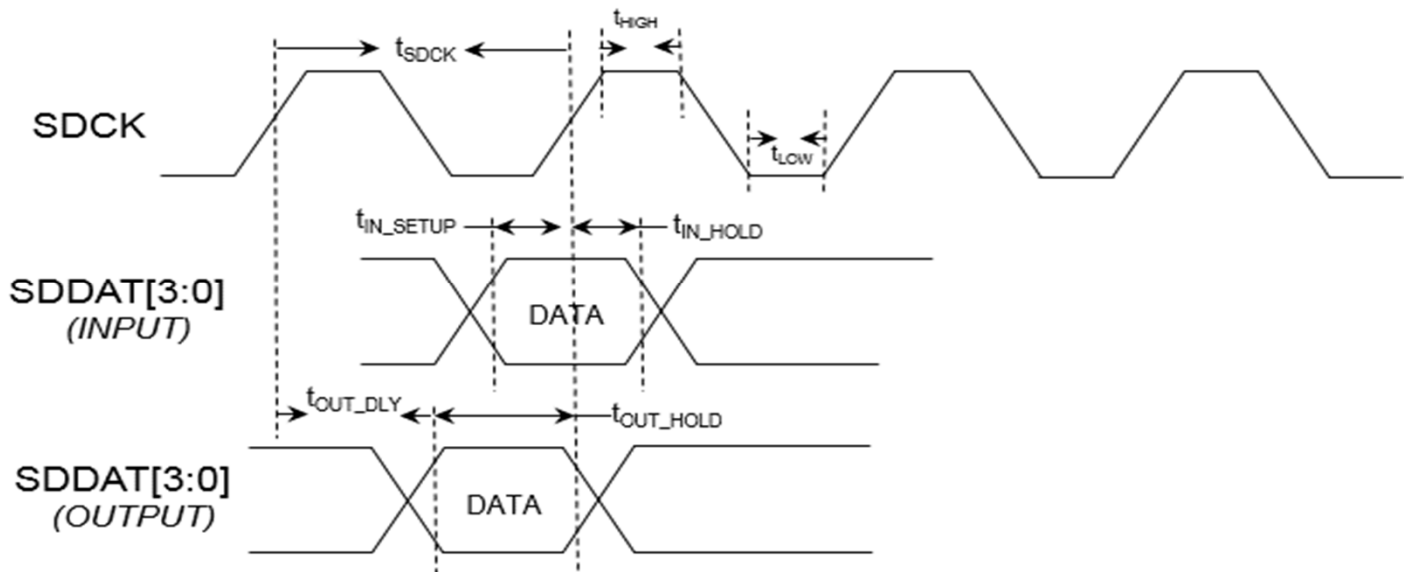 tHIGH
tSDCK
SDCK
tLOW
tIN_SETUP
tIN_HOLD
SDDAT[3:0]
(INPUT)
DATA
tOUT_DLY
tOUT_HOLD
SDDAT[3:0]
(OUTPUT)
DATA